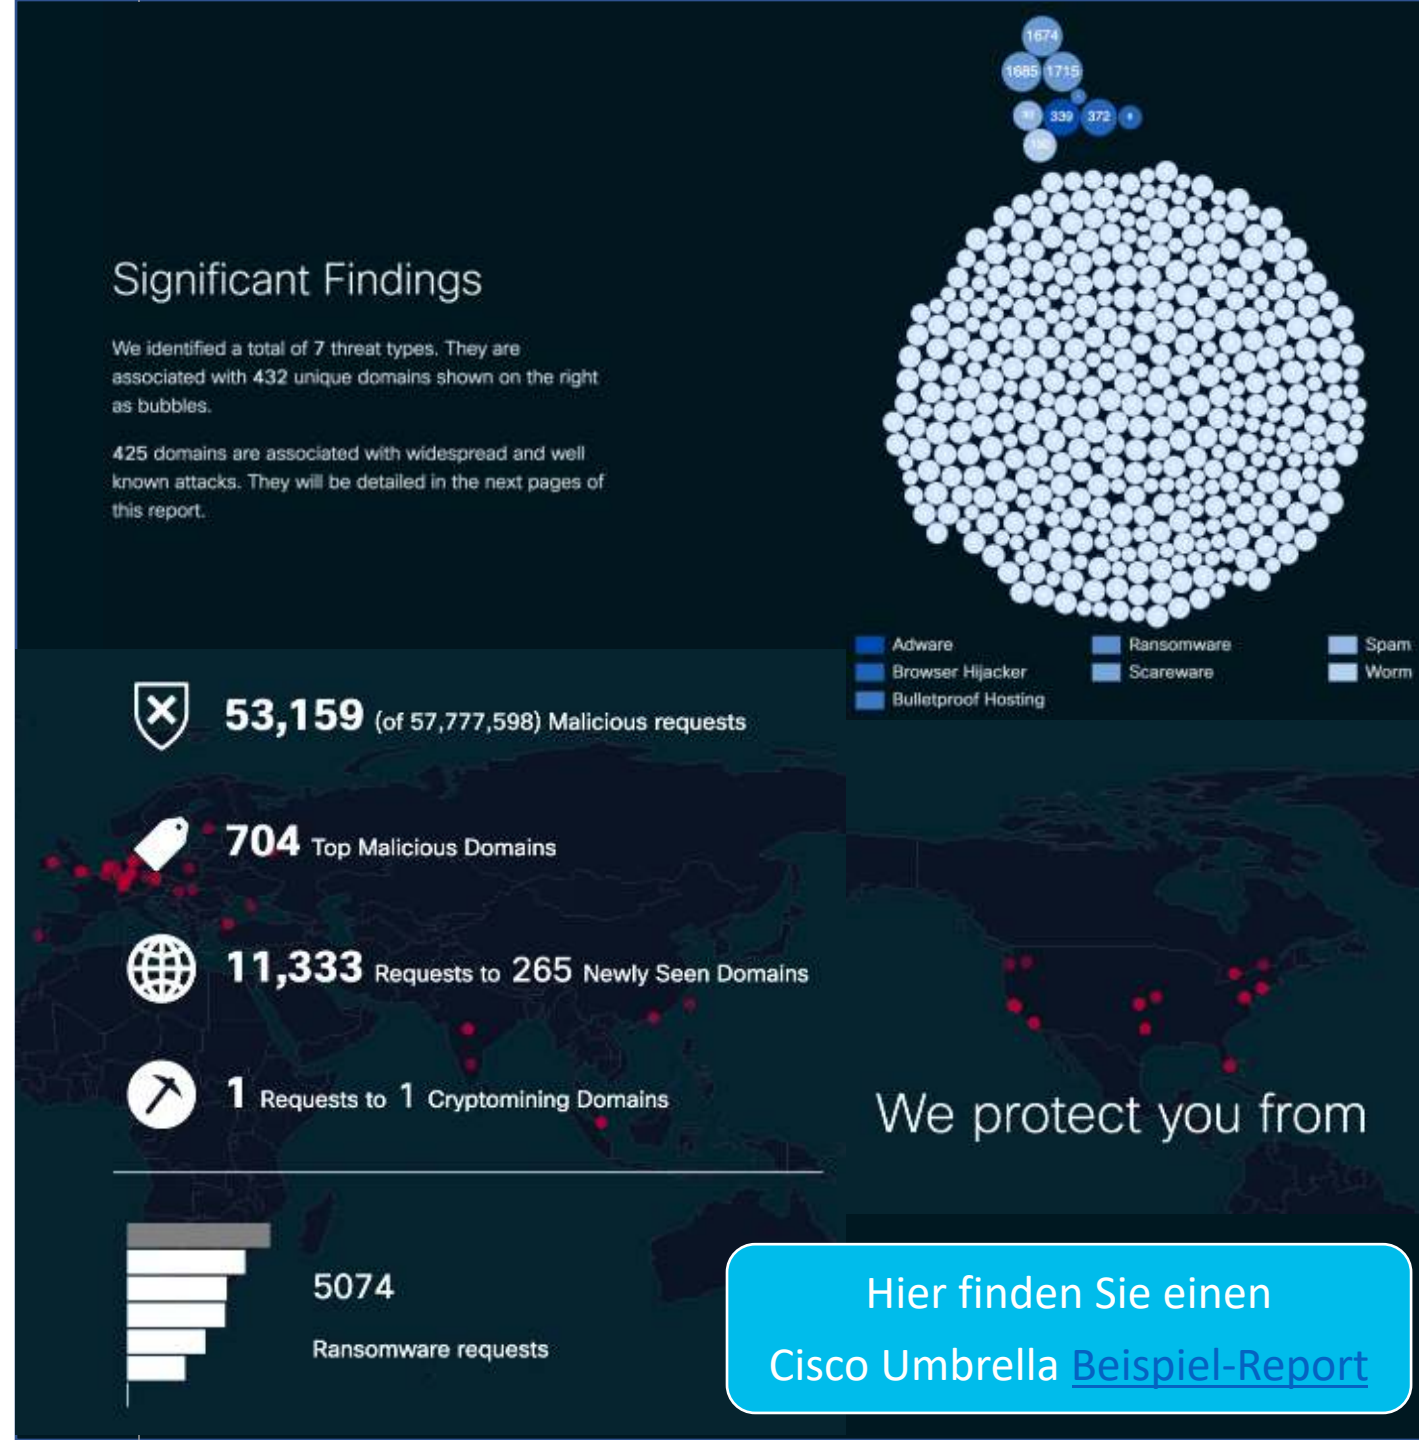 1674
1685 1715
339 372
Significant Findings
We identified a total of 7 threat types. They are
associated with 432 unique domains shown on the right
as bubbles.
425 domains are associated with widespread and well
known attacks. They will be detailed in the next pages of
this report.
Adware
Browser Hijacker
Bulletproof Hosting
Ransomware
Scareware
Spam
Worm
53,159 (of 57,777,598) Malicious requests
704 Top Malicious Domains
11,333 Requests to 265 Newly Seen Domains
1 Requests to 1 Cryptomining Domains
We protect you from
5074
Ransomware requests
Hier finden Sie einen
Cisco Umbrella Beispiel-Report